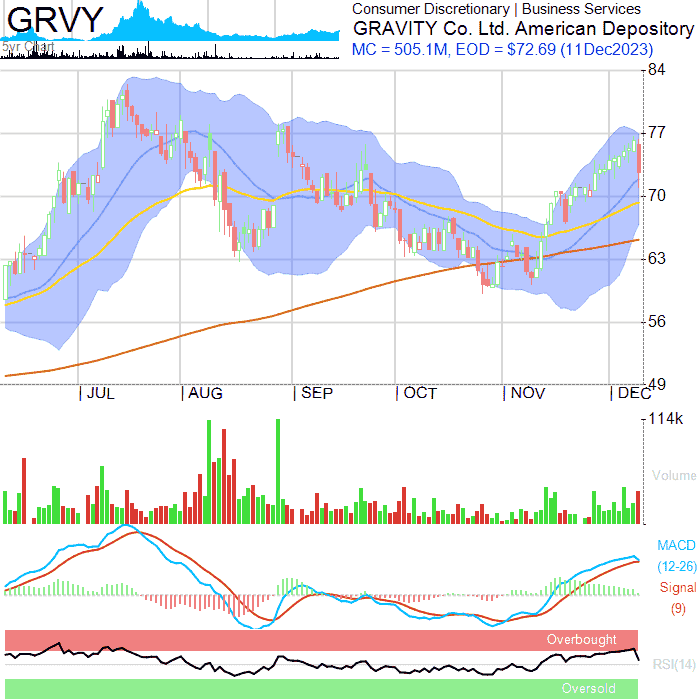 GRVY
5yr Chart
Consumer Discretionary | Business Services
GRAVITY Co. Ltd. American Depository
MC = 505.1M, EOD = $72.69 (11Dec2023)
84
77
70
63
56
49
JUL
AUG
SEP
OCT
NOV
DEC
114k
Volume
MACD
(12-26)
Signal
(9)
Overbought
RSI(14)
Oversold